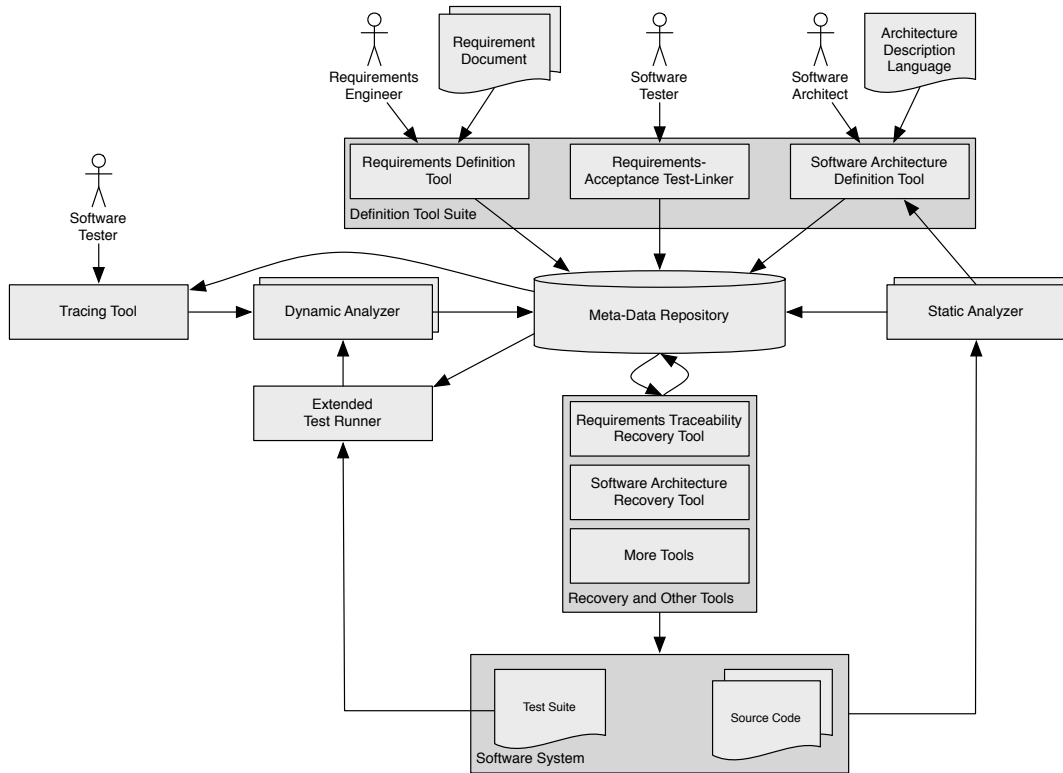 Requirement
Document
Architecture
Description
Language
Requirements
Engineer
Software
Tester
Software
Architect
Requirements Definition
Tool
Requirements-
Acceptance Test-Linker
Software Architecture
Definition Tool
Definition Tool Suite
Software
Tester
Tracing Tool
Dynamic Analyzer
Meta-Data Repository
Static Analyzer
Extended
Test Runner
Requirements Traceability
Recovery Tool
Software Architecture
Recovery Tool
More Tools
Recovery and Other Tools
Test Suite
Source Code
Software System